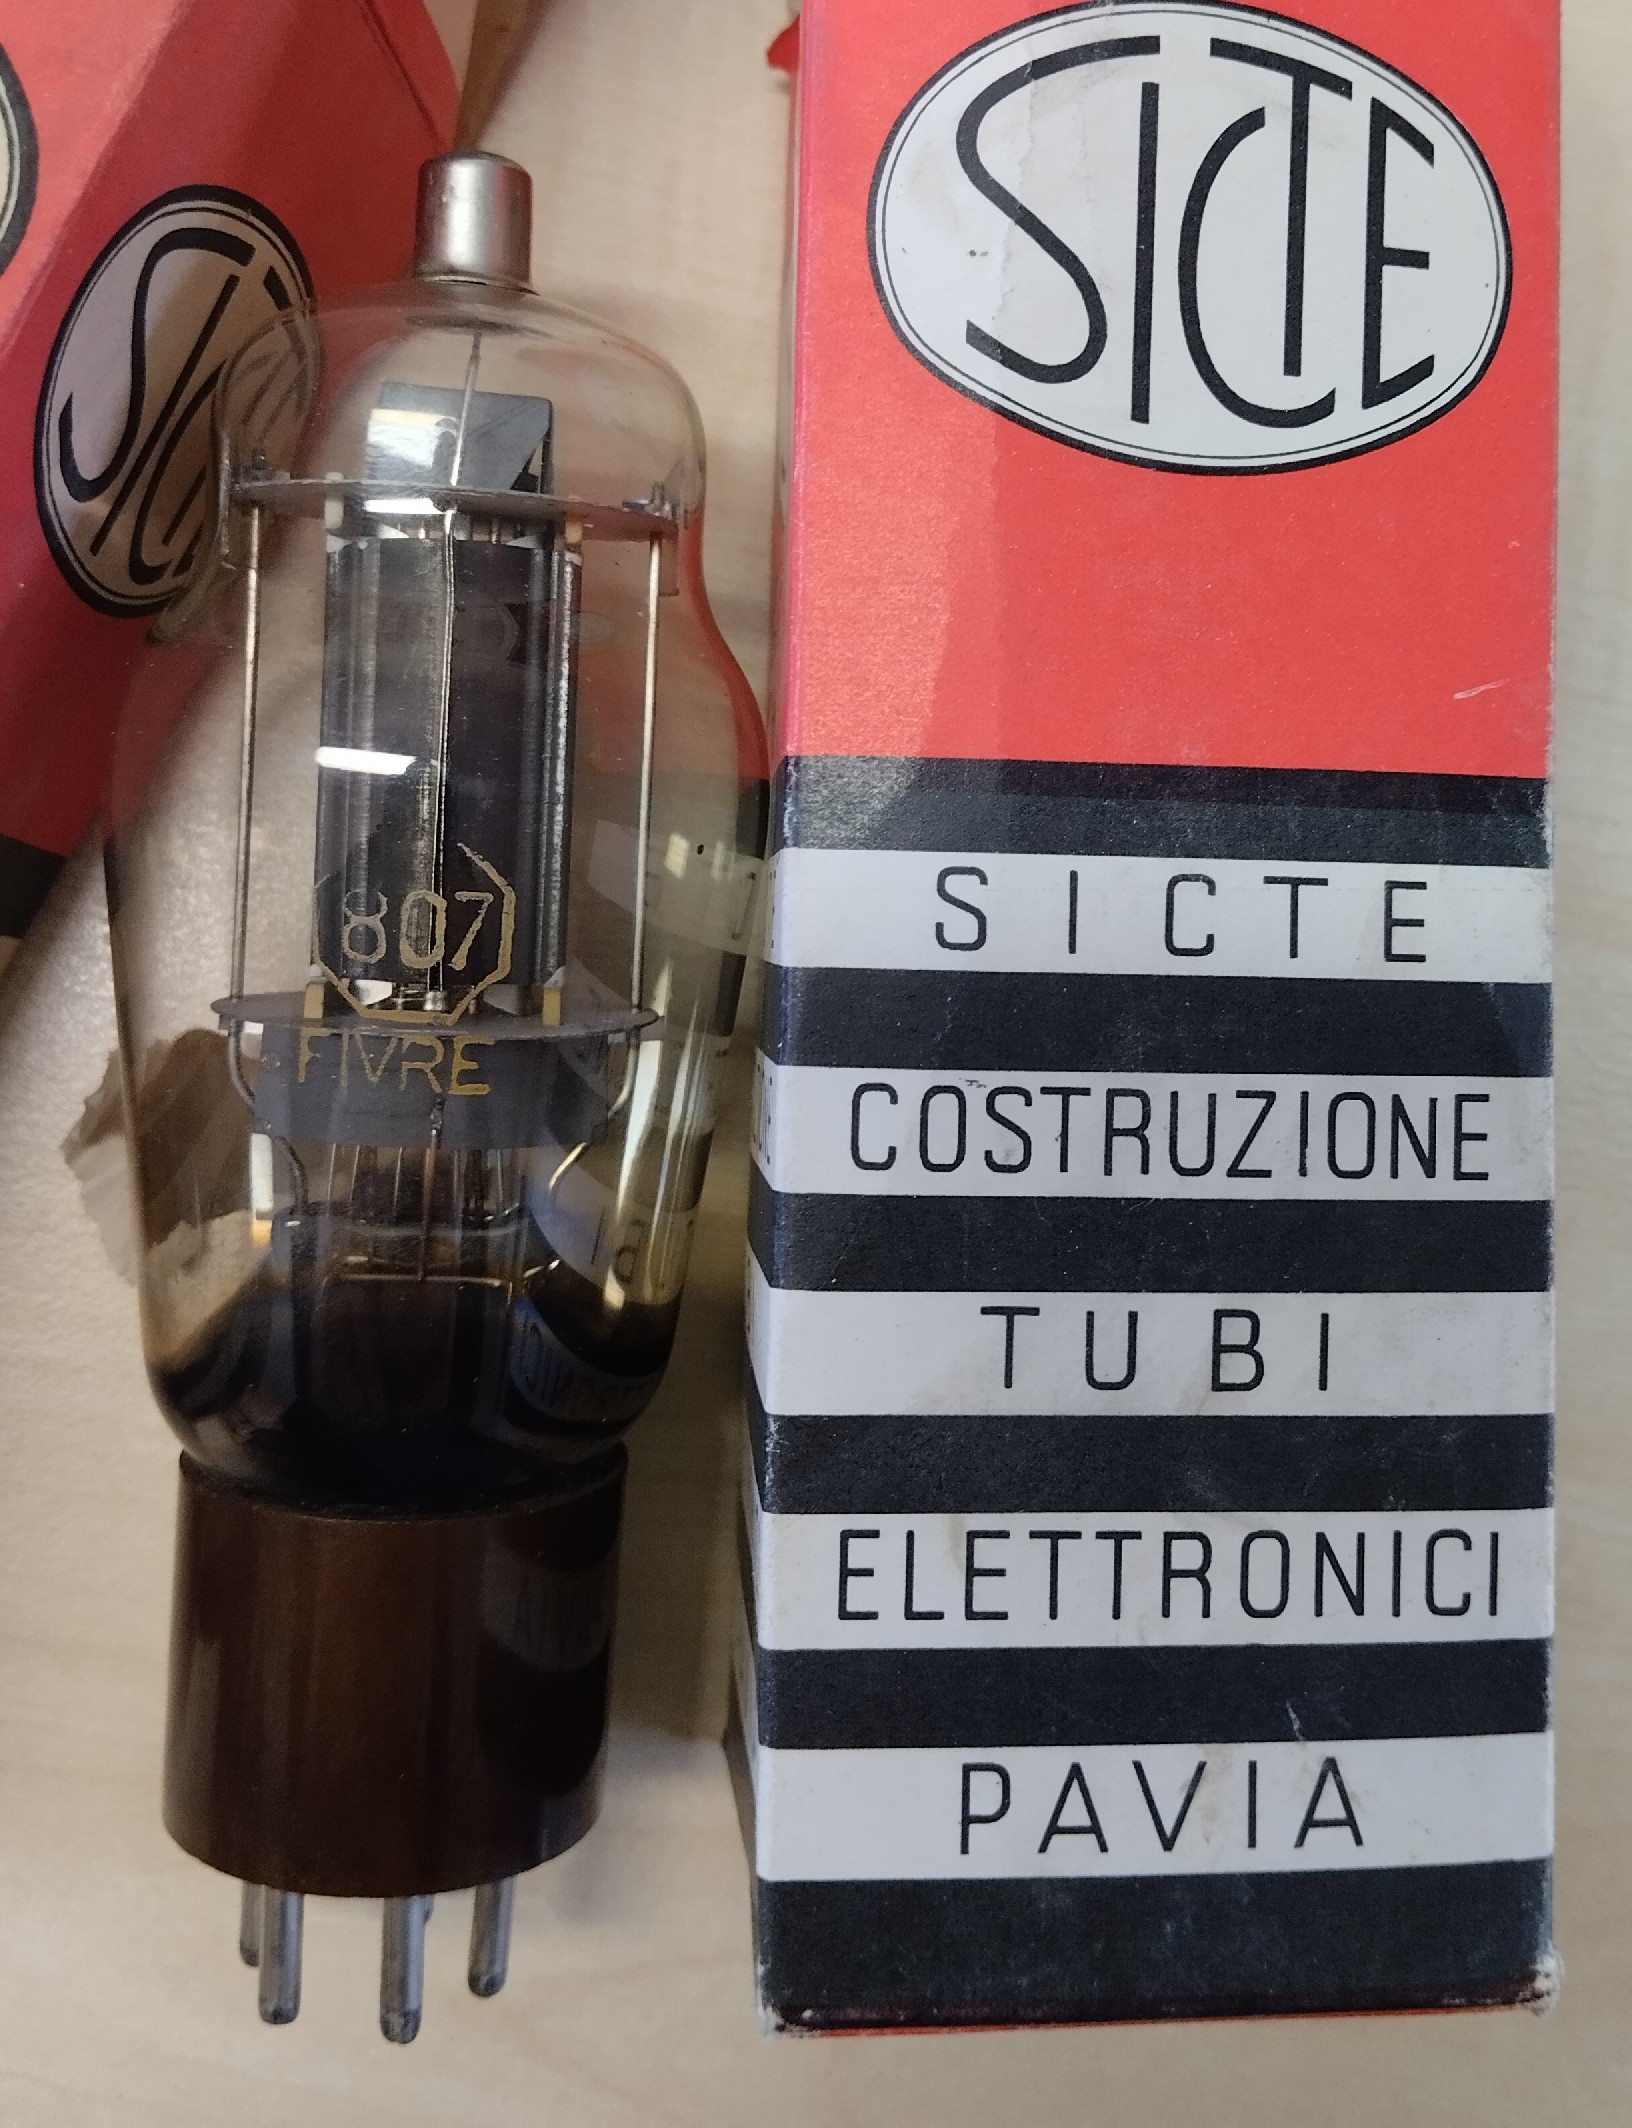 SICTE
807
FIVRE
SICTE
COSTRUZIONE
TUBI
ELETTRONICI
PAVIA